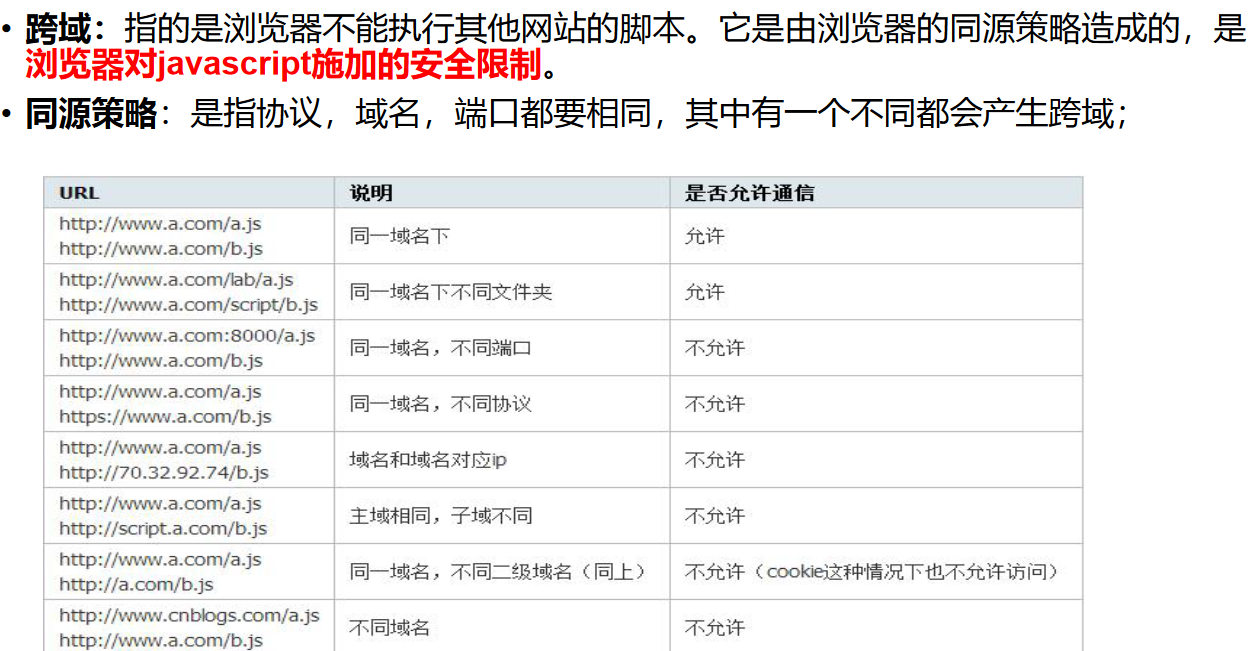 • 跨域：指的是浏览器不能执行其他网站的脚本。它是由浏览器的同源策略造成的，是
浏览器对javascript施加的安全限制。
• 同源策略：是指协议，域名，端口都要相同，其中有一个不同都会产生跨域；
URL 说明 是否允许通信
http://www.a.com/a.js
http://www.a.com/b.js
同一域名下 允许
http://www.a.com/lab/a.js
http://www.a.com/script/b.js
同一域名下不同文件夹 允许
http://www.a.com:8000/a.js
http://www.a.com/b.js
同一域名，不同端口 不允许
http://www.a.com/a.js
https://www.a.com/b.js
同一域名，不同协议 不允许
http://www.a.com/a.js
http://70.32.92.74/b.js
域名和域名对应ip 不允许
http://www.a.com/a.js
http://script.a.com/b.js
主域相同，子域不同 不允许
http://www.a.com/a.js
http://a.com/b.js
同一域名，不同二级域名（同上） 不允许（cookie这种情况下也不允许访问）
http://www.cnblogs.com/a.js
http://www.a.com/b.js
不同域名 不允许